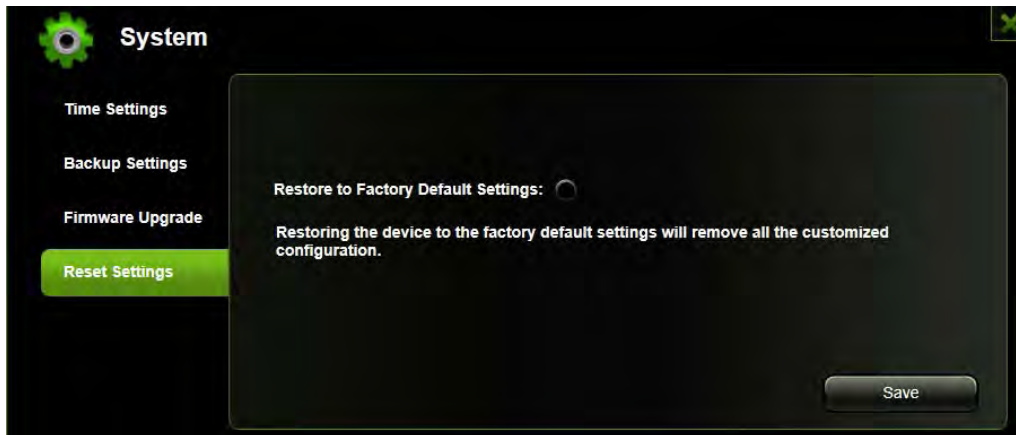 System
Time Settings
Backup Settings
Firmware Upgrade
Reset Settings
Restore to Factory Default Settings:
Restoring the device to the factory default settings will remove all the customized
configuration.
Save